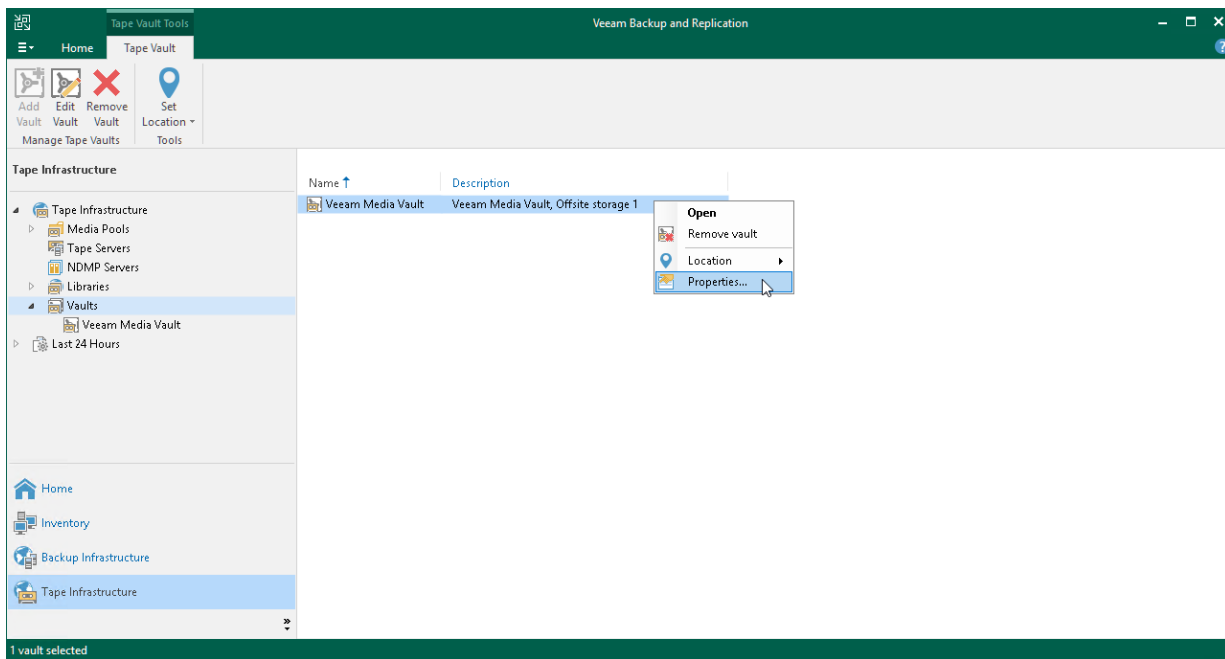 Tape Vault Tools
Veeam Backup and Replication
Home
Tape Vault
Add Vault
Edit Vault
Remove Vault
Set Location
Manage Tape Vaults
Tools
Tape Infrastructure
Tape Infrastructure
Media Pools
Tape Servers
NDMP Servers
Libraries
Vaults
Veeam Media Vault
Last 24 Hours
Name
Description
Veeam Media Vault
Veeam Media Vault, Offsite storage 1
Open
Remove vault
Location
Properties...
Home
Inventory
Backup Infrastructure
Tape Infrastructure
1 vault selected